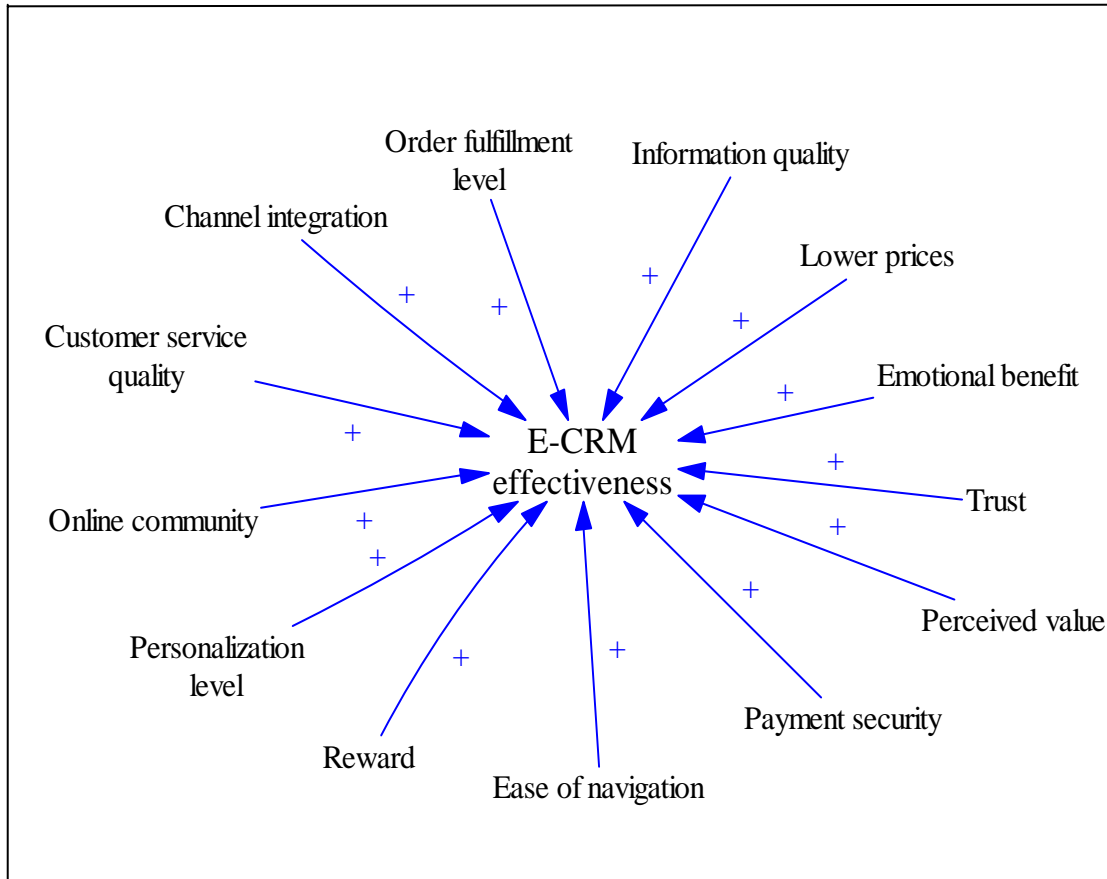 Order fulfillment
level
Information quality
Channel integration
Lower prices
+
+
+
+
Customer service
quality
Emotional benefit
+
+
E-CRM
effectiveness
+
Trust
Online community
+
+
+
Perceived value
+
Personalization
level
+
+
Payment security
Reward
Ease of navigation